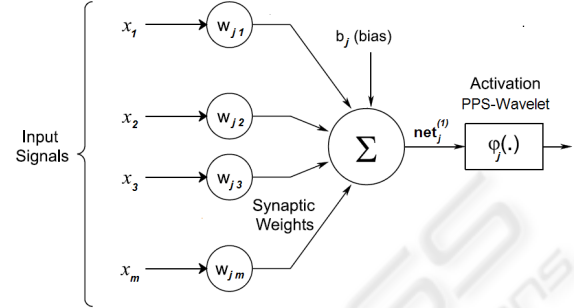 x1
wj1
bj (bias)
Activation
PPS-Wavelet
x2
wj2
netj(1)
Input
Signals
Σ
φj(.)
x3
wj3
Synaptic
Weights
xm
wjm